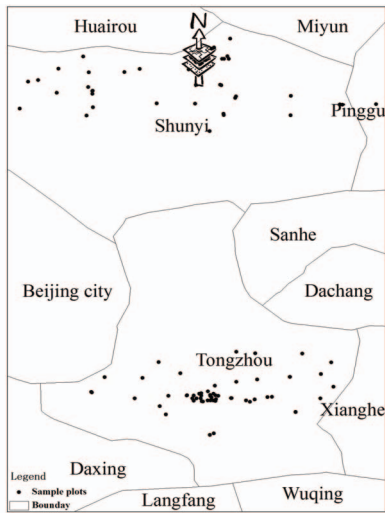 Huairou
N
Miyun
Pinggu
Shunyi
Sanhe
Beijing city
Dachang
Tongzhou
Xianghe
Daxing
Legend
Sample plots
Bounday
Langfang
Wuqing